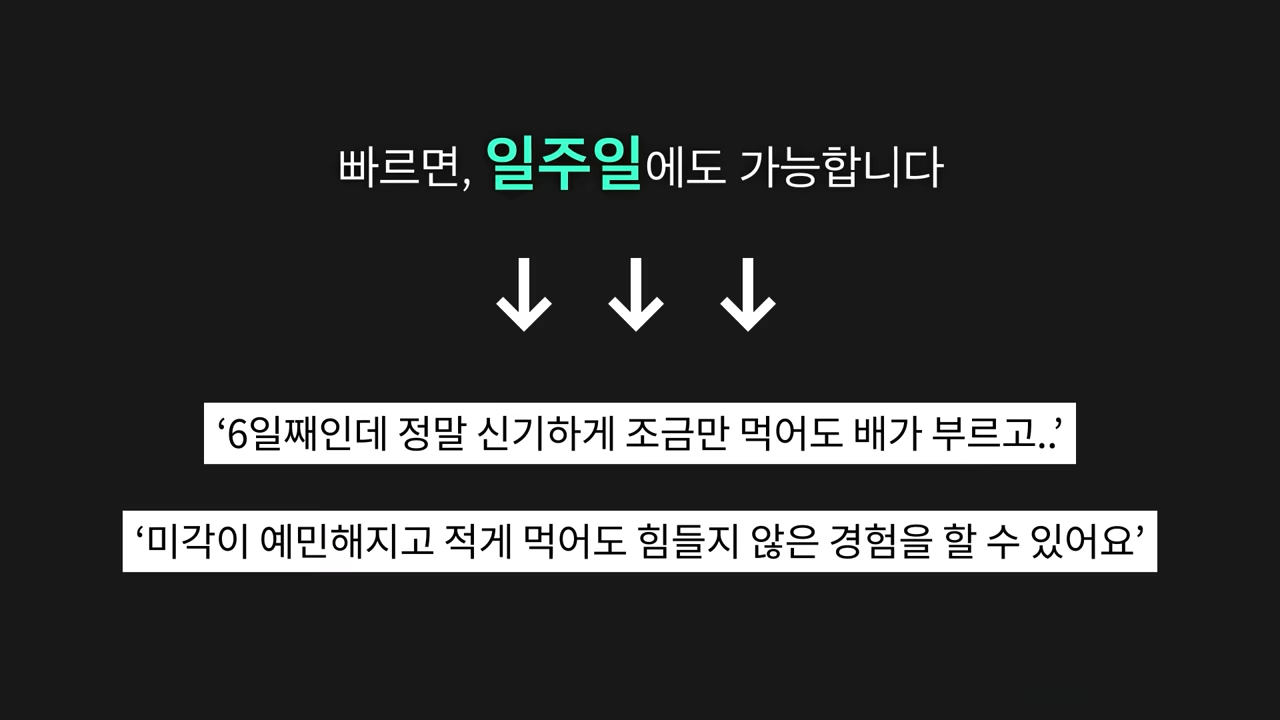 빠르면, 일주일에도 가능합니다
↓ ↓ ↓
‘6일째인데 정말 신기하게 조금만 먹어도 배가 부르고..’
‘미각이 예민해지고 적게 먹어도 힘들지 않은 경험을 할 수 있어요’